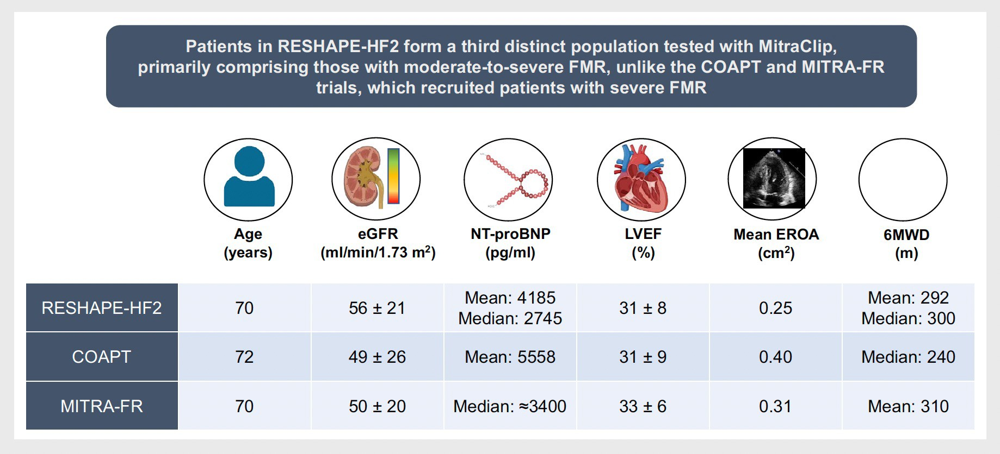 Patients in RESHAPE-HF2 form a third distinct population tested with MitraClip,
primarily comprising those with moderate-to-severe FMR, unlike the COAPT and MITRA-FR
trials, which recruited patients with severe FMR
Age
(years)
eGFR
(ml/min/1.73 m²)
NT-proBNP
(pg/ml)
LVEF
(%)
Mean EROA
(cm²)
6MWD
(m)
RESHAPE-HF2
70
56 ± 21
Mean: 4185
Median: 2745
31 ± 8
0.25
Mean: 292
Median: 300
COAPT
72
49 ± 26
Mean: 5558
31 ± 9
0.40
Median: 240
MITRA-FR
70
50 ± 20
Median: ≈3400
33 ± 6
0.31
Mean: 310